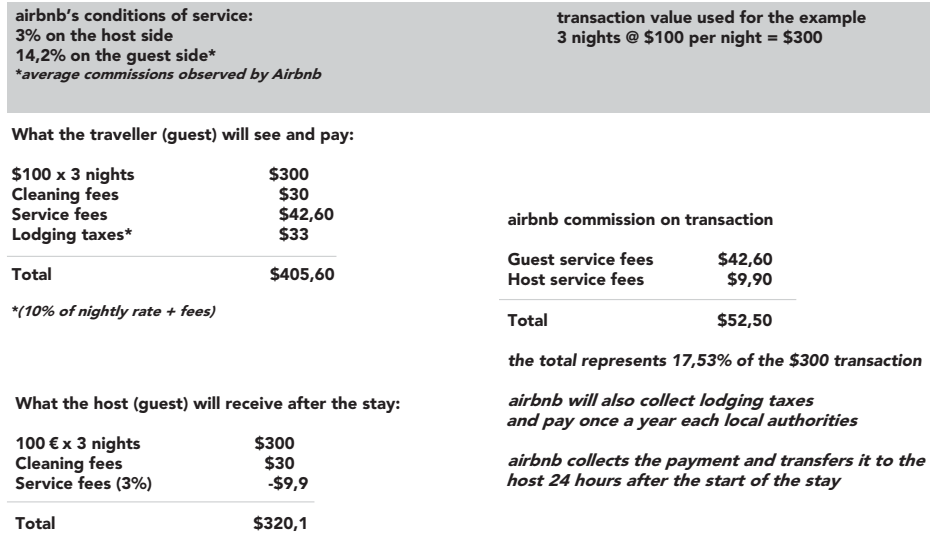 airbnb's conditions of service:
3% on the host side
14,2% on the guest side*
*average commissions observed by Airbnb
transaction value used for the example
3 nights @ $100 per night = $300
What the traveller (guest) will see and pay:
$100 x 3 nights $300
Cleaning fees $30
Service fees $42,60
Lodging taxes* $33
Total $405,60
*(10% of nightly rate + fees)
What the host (guest) will receive after the stay:
100 € x 3 nights $300
Cleaning fees $30
Service fees (3%) -$9,9
Total $320,1
airbnb commission on transaction
Guest service fees $42,60
Host service fees $9,90
Total $52,50
the total represents 17,53% of the $300 transaction
airbnb will also collect lodging taxes
and pay once a year each local authorities
airbnb collects the payment and transfers it to the
host 24 hours after the start of the stay